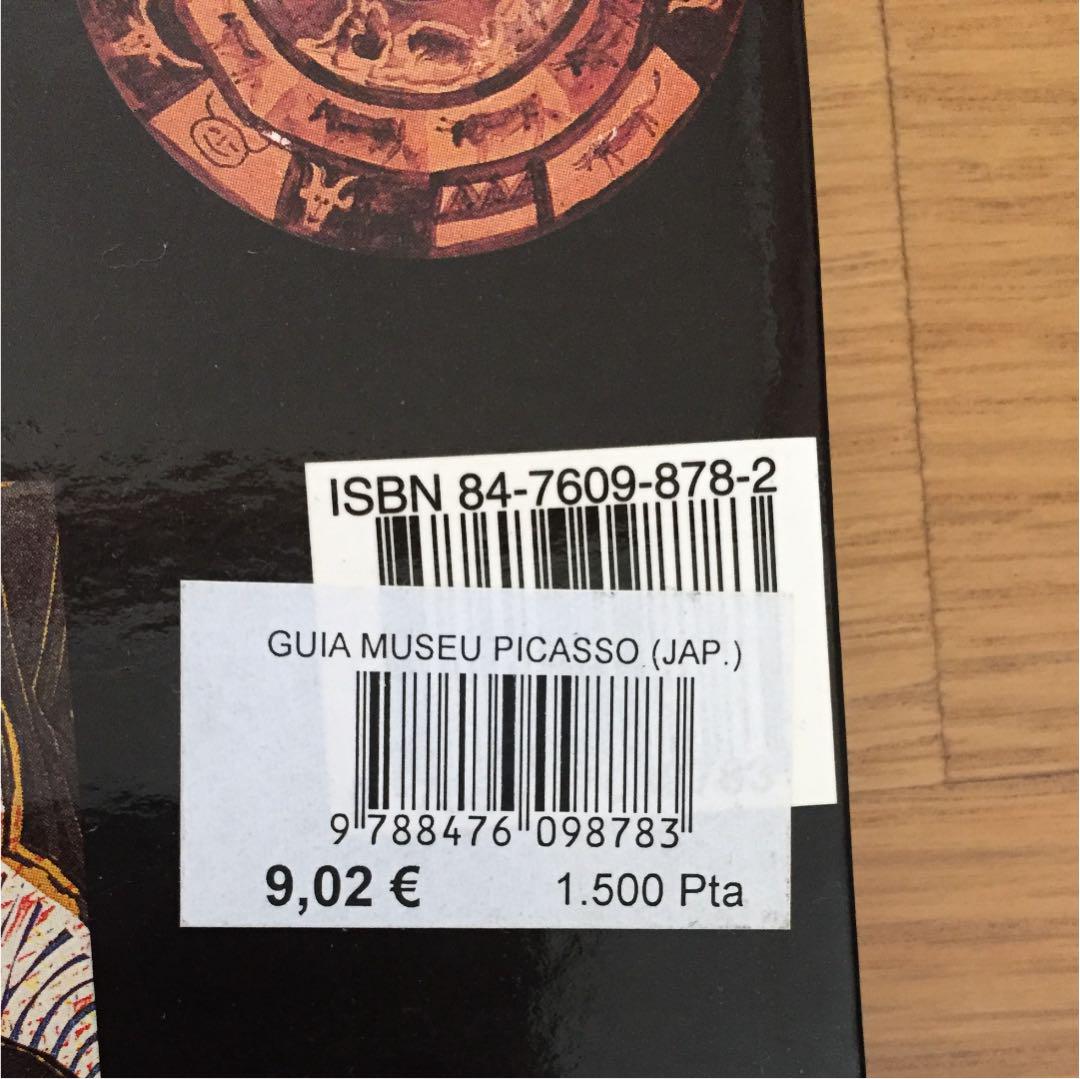 ISBN 84-7609-878-2
GUIA MUSEU PICASSO (JAP.)
9 788476 098783
9,02 € 1.500 Pta